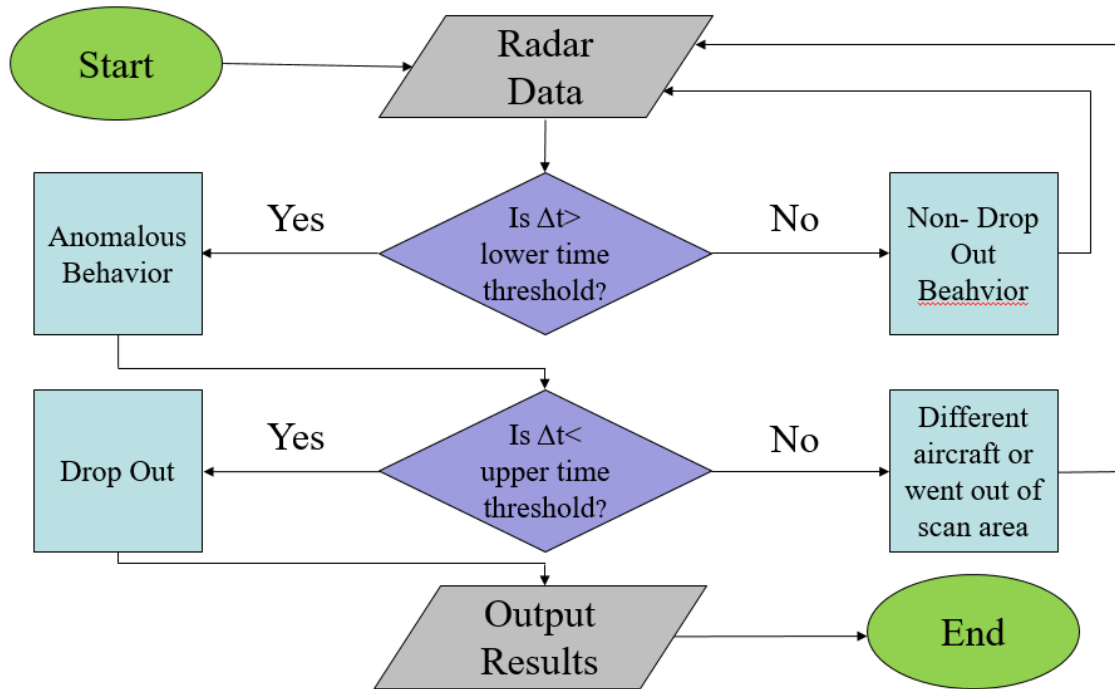 Start
Radar
Data
Anomalous
Behavior
Yes
Is Δt>
lower time
threshold?
No
Non- Drop
Out
Beahvior
Drop Out
Yes
Is Δt<
upper time
threshold?
No
Different
aircraft or
went out of
scan area
Output
Results
End